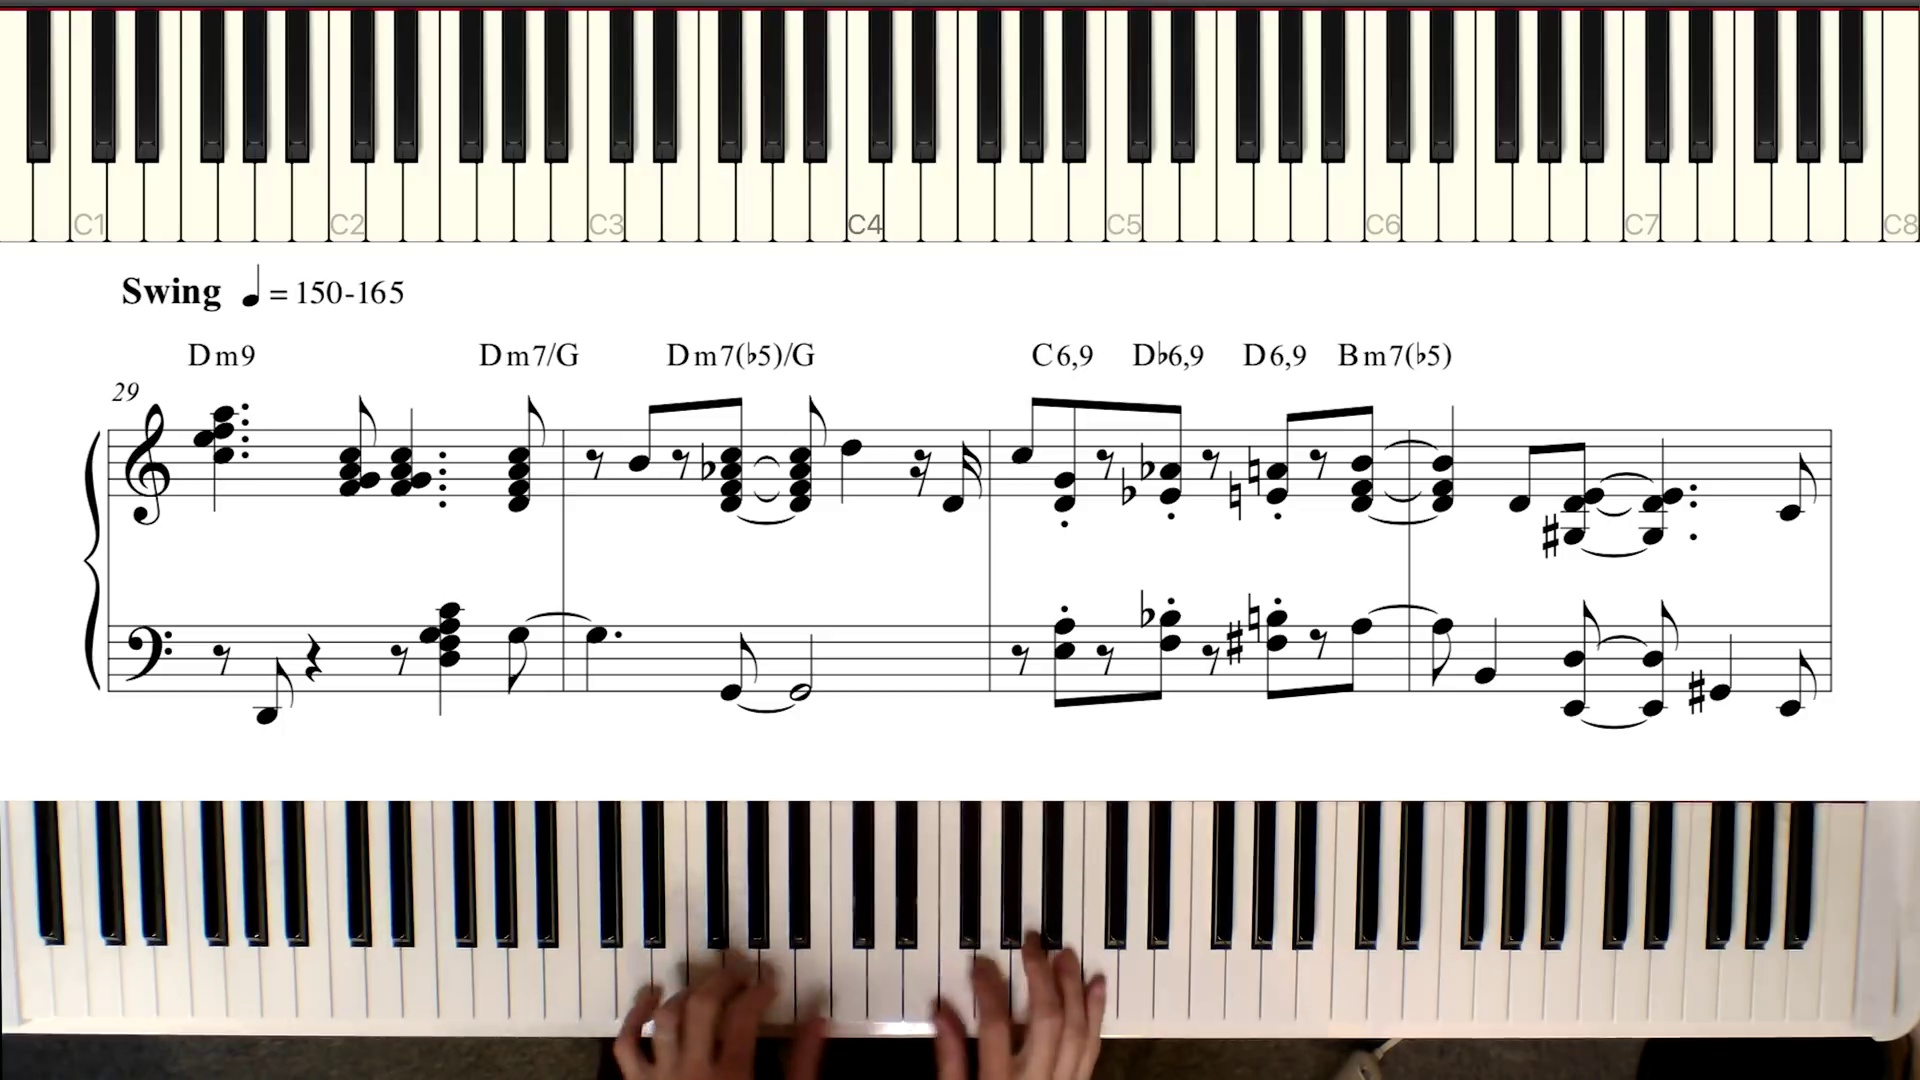 C1 C2 C3 C4 C5 C6 C7 C8
Swing ♩ = 150-165
Dm9 Dm7/G Dm7(♭5)/G C6,9 D♭6,9 D6,9 Bm7(♭5)
29